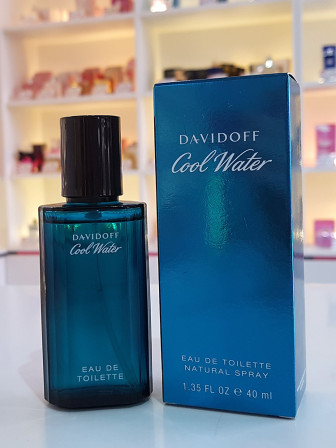 DAVIDOFF
Cool Water
EAU DE
TOILETTE
DAVIDOFF
Cool Water
EAU DE TOILETTE
NATURAL SPRAY
1.35 FL OZ ℮ 40 ml